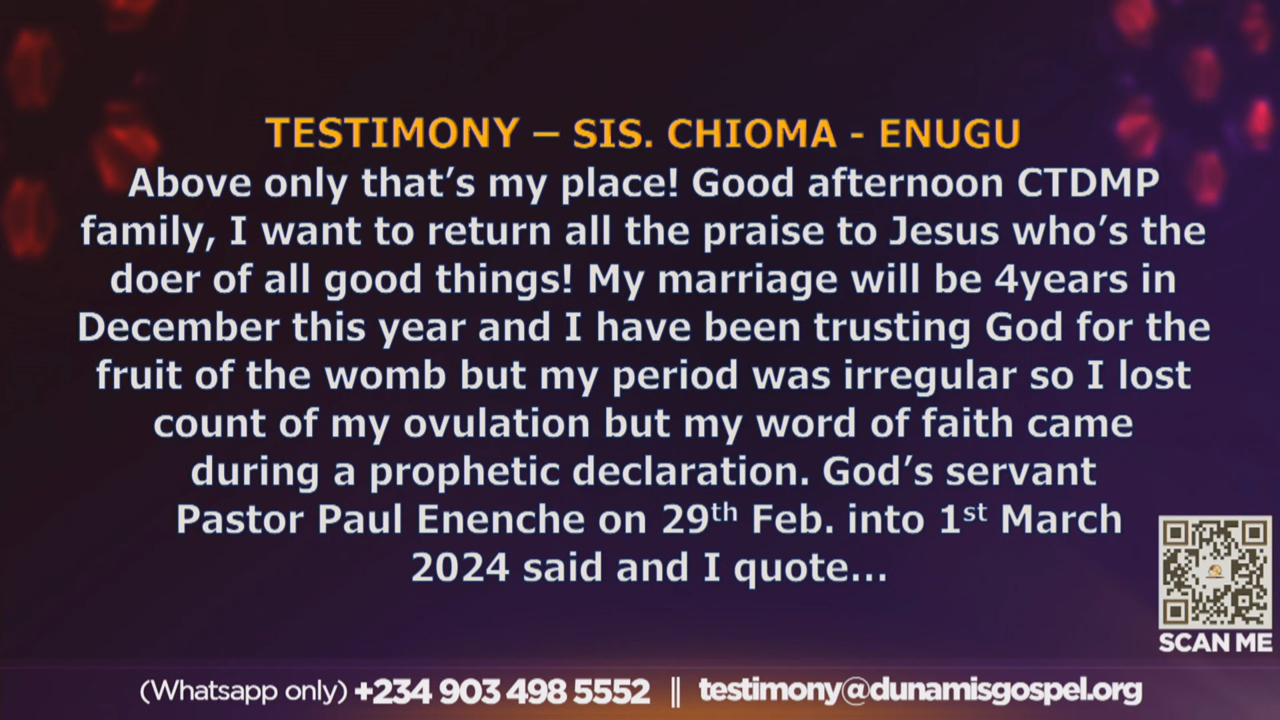 TESTIMONY – SIS. CHIOMA - ENUGU
Above only that’s my place! Good afternoon CTDMP
family, I want to return all the praise to Jesus who’s the
doer of all good things! My marriage will be 4years in
December this year and I have been trusting God for the
fruit of the womb but my period was irregular so I lost
count of my ovulation but my word of faith came
during a prophetic declaration. God’s servant
Pastor Paul Enenche on 29th Feb. into 1st March
2024 said and I quote...
SCAN ME
(Whatsapp only) +234 903 498 5552 || testimony@dunamisgospel.org